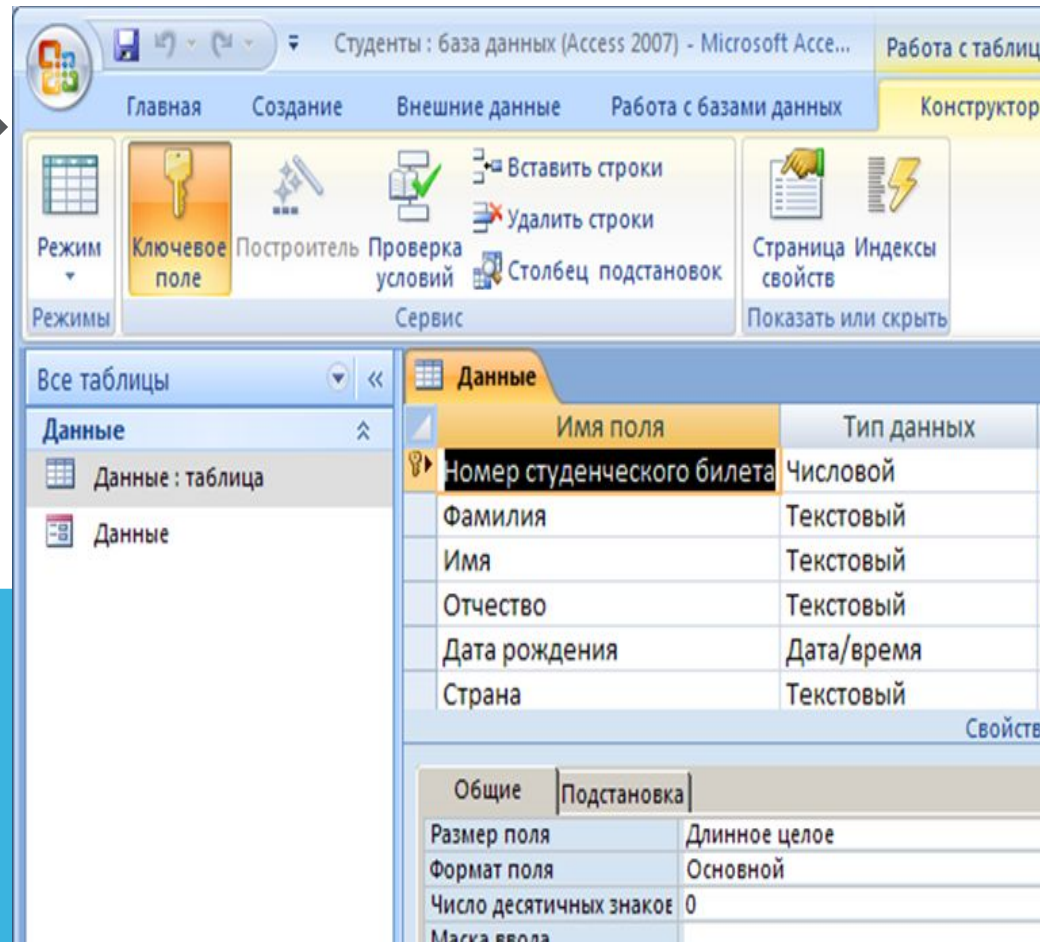 Студенты : база данных (Access 2007) - Microsoft Acce...
Работа с таблиц
Главная Создание Внешние данные Работа с базами данных Конструктор
Режим
Ключевое поле
Построитель
Проверка условий
Вставить строки
Удалить строки
Столбец подстановок
Страница свойств
Индексы
Режимы
Сервис
Показать или скрыть
Все таблицы
Данные
Данные : таблица
Данные
Данные
Имя поля Тип данных
Номер студенческого билета Числовой
Фамилия Текстовый
Имя Текстовый
Отчество Текстовый
Дата рождения Дата/время
Страна Текстовый
Свойств
Общие Подстановка
Размер поля Длинное целое
Формат поля Основной
Число десятичных знаков 0
Маска ввода